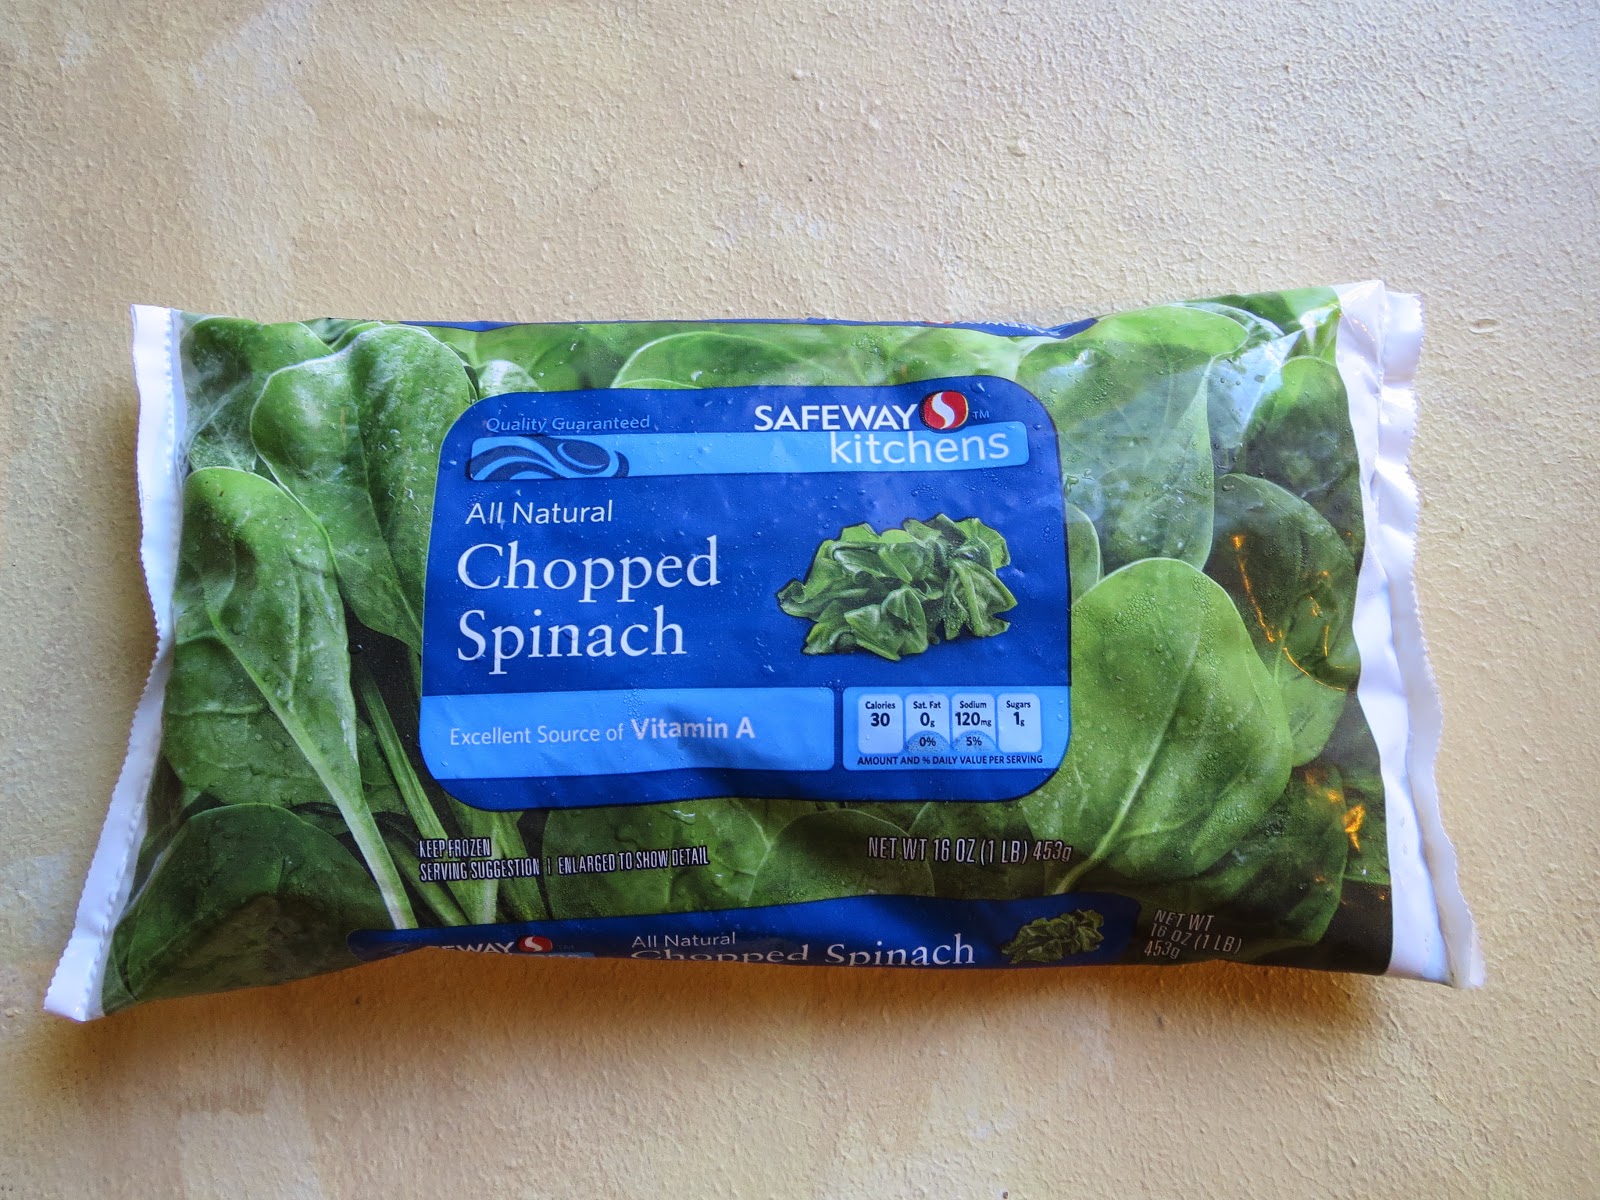 Quality Guaranteed
SAFEWAY TM
kitchens
All Natural
Chopped
Spinach
Excellent Source of Vitamin A
Calories Sat. Fat Sodium Sugars
30 0g 120mg 1g
0% 5%
AMOUNT AND % DAILY VALUE PER SERVING
KEEP FROZEN
SERVING SUGGESTION | ENLARGED TO SHOW DETAIL
NET WT 16 OZ (1 LB) 453g
All Natural
Chopped Spinach
NET WT
16 OZ (1 LB)
453g